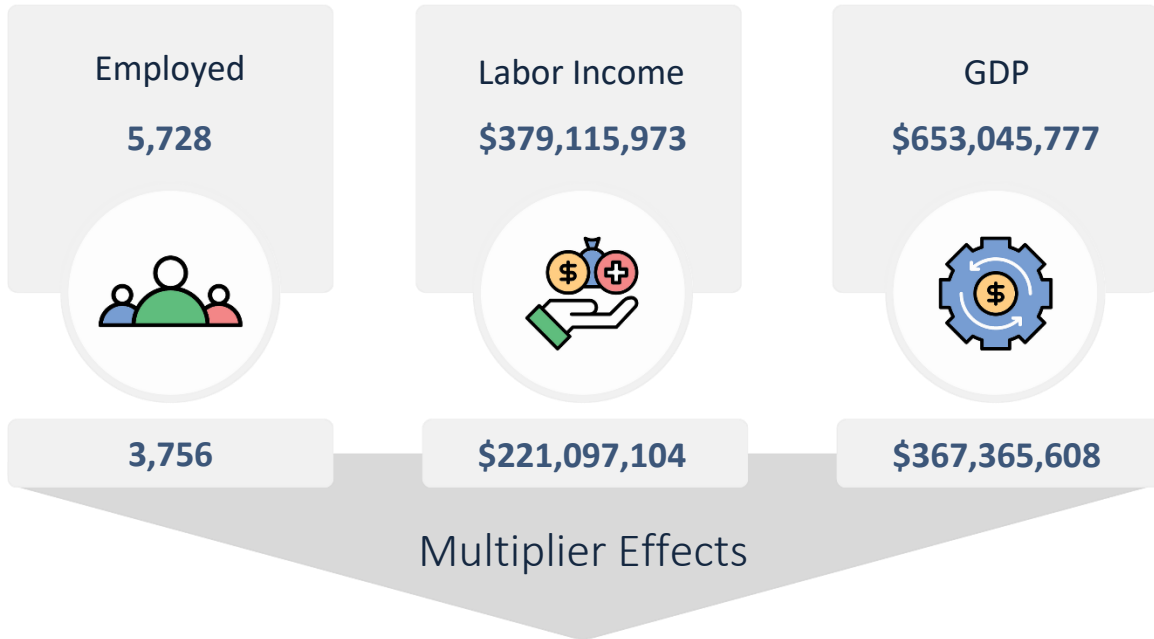 Employed
5,728
Labor Income
$379,115,973
GDP
$653,045,777
3,756
$221,097,104
$367,365,608
Multiplier Effects